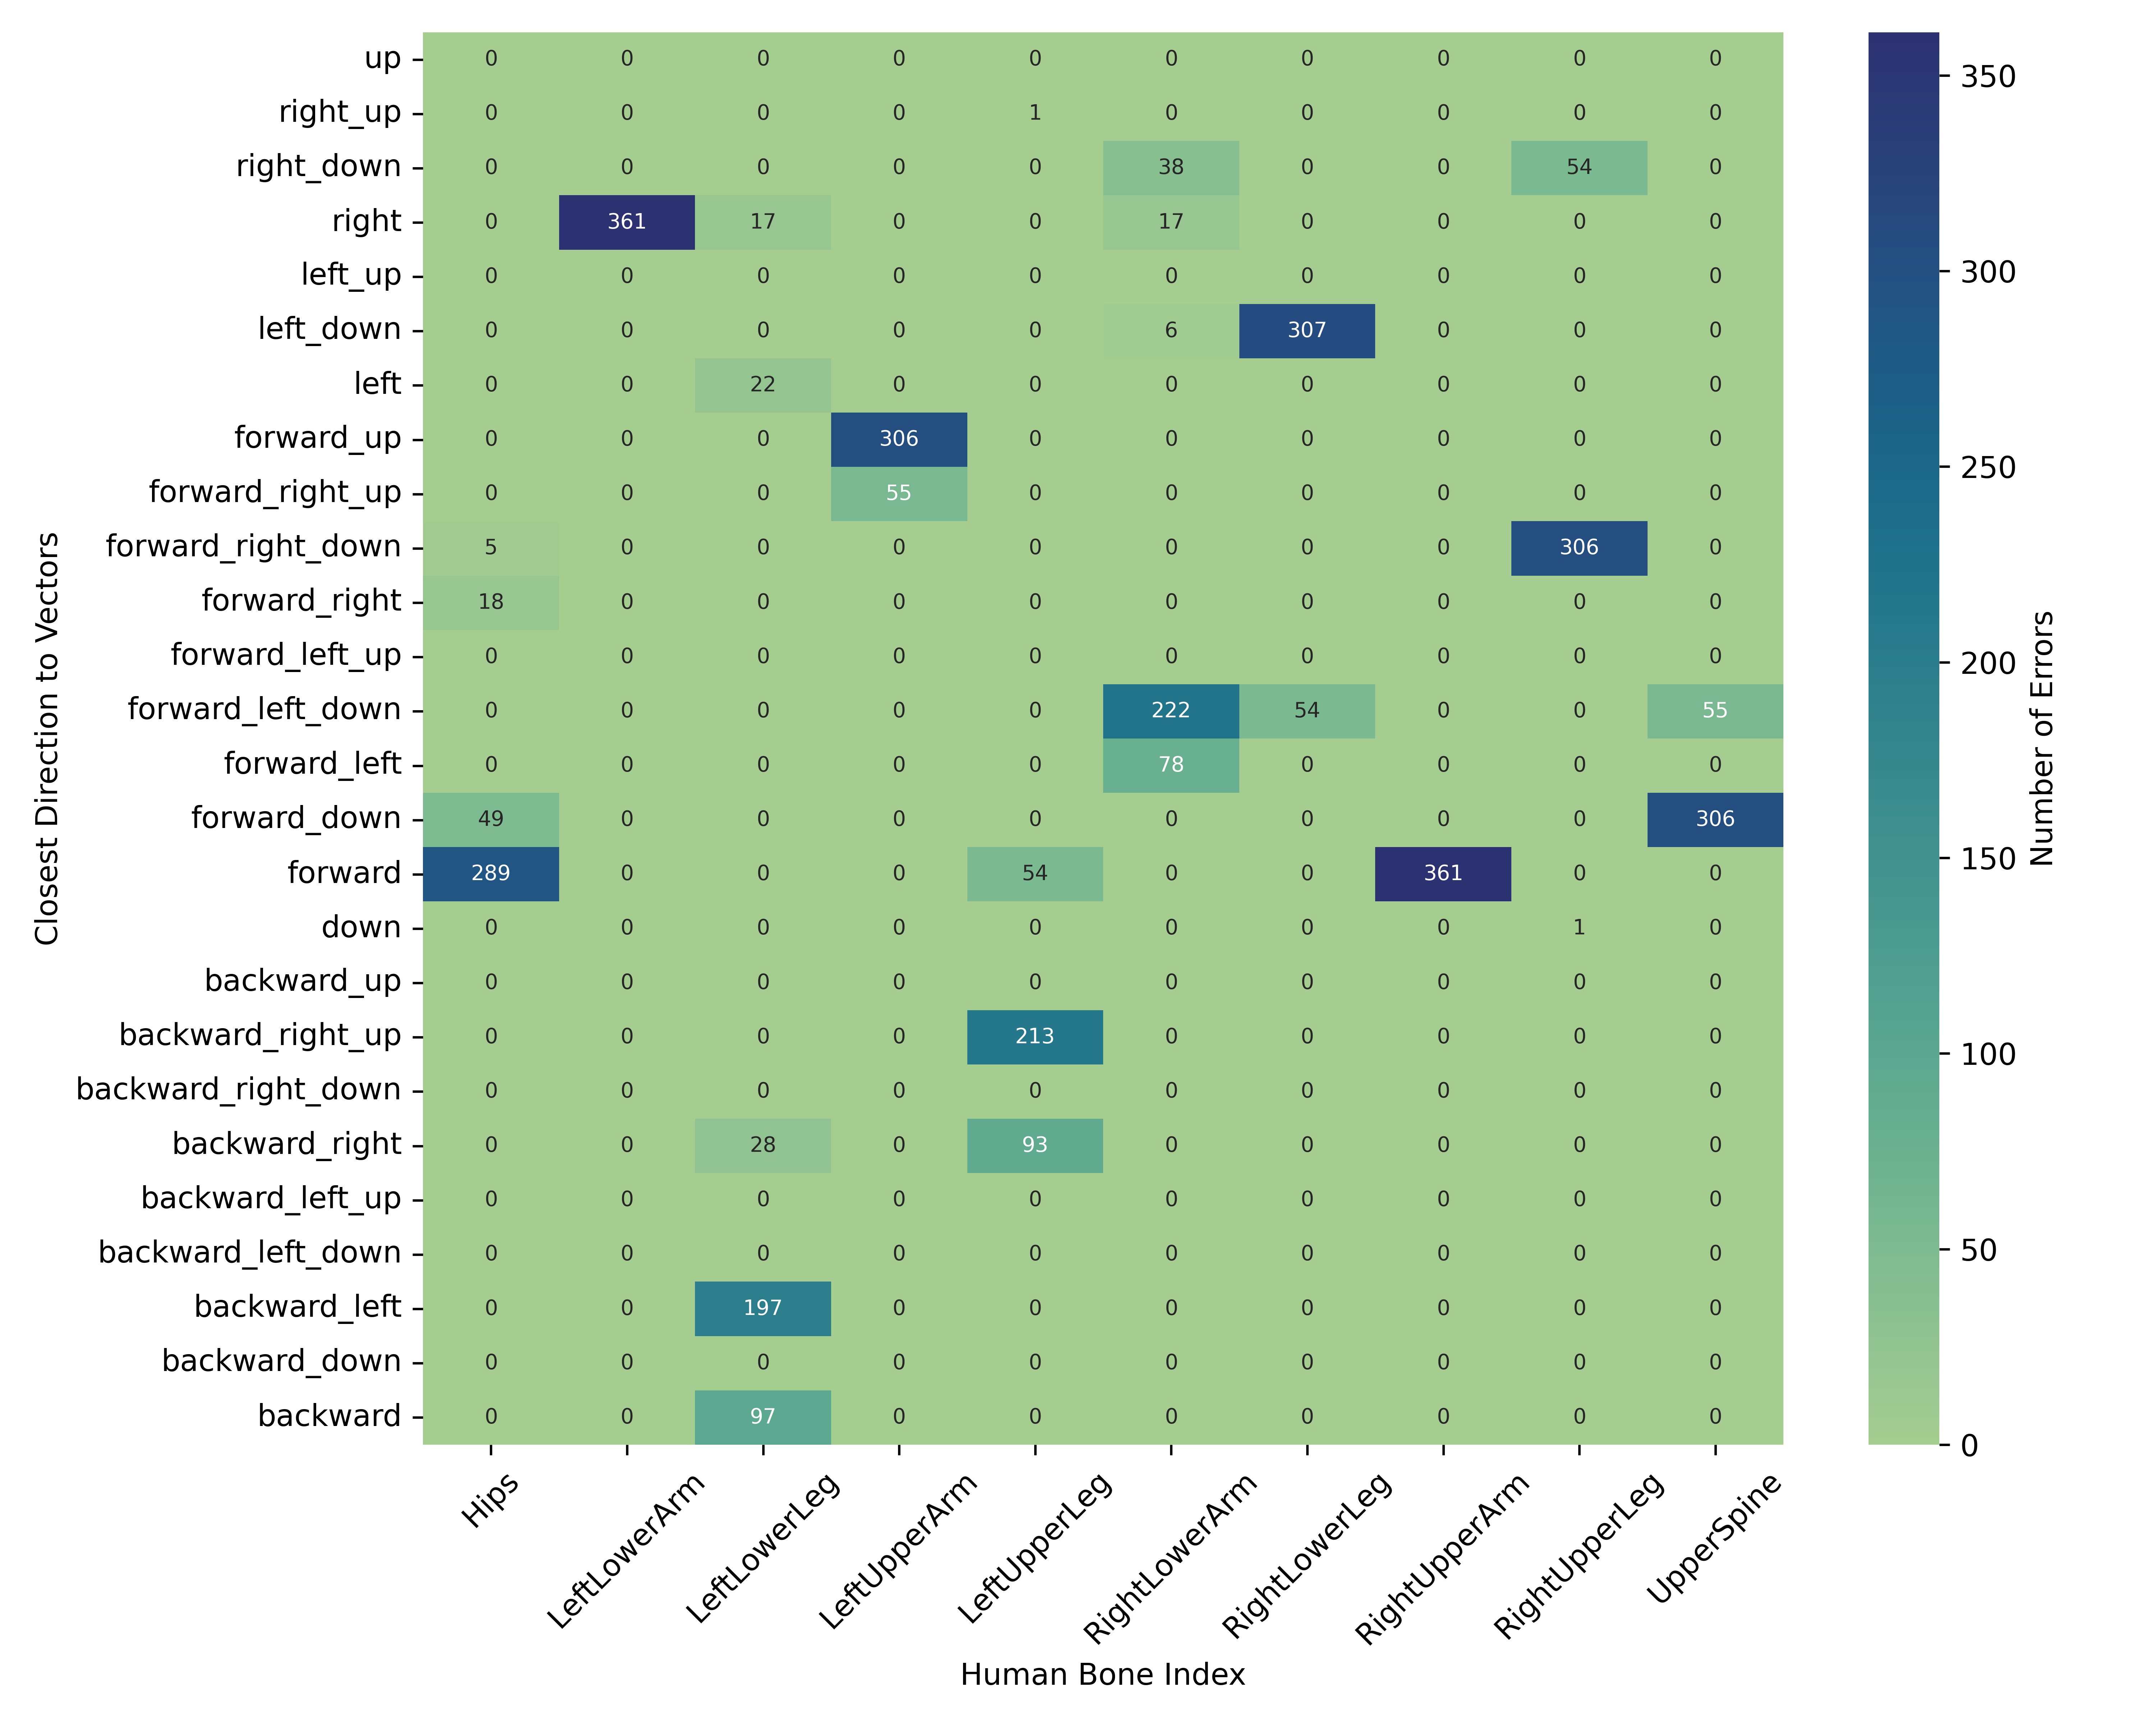 up 0 0 0 0 0 0 0 0 0 0
right_up 0 0 0 0 1 0 0 0 0 0
right_down 0 0 0 0 0 38 0 0 54 0
right 0 361 17 0 0 17 0 0 0 0
left_up 0 0 0 0 0 0 0 0 0 0
left_down 0 0 0 0 0 6 307 0 0 0
left 0 0 22 0 0 0 0 0 0 0
forward_up 0 0 0 306 0 0 0 0 0 0
forward_right_up 0 0 0 55 0 0 0 0 0 0
forward_right_down 5 0 0 0 0 0 0 0 306 0
forward_right 18 0 0 0 0 0 0 0 0 0
forward_left_up 0 0 0 0 0 0 0 0 0 0
forward_left_down 0 0 0 0 0 222 54 0 0 55
forward_left 0 0 0 0 0 78 0 0 0 0
forward_down 49 0 0 0 0 0 0 0 0 306
forward 289 0 0 0 54 0 0 361 0 0
down 0 0 0 0 0 0 0 0 1 0
backward_up 0 0 0 0 0 0 0 0 0 0
backward_right_up 0 0 0 0 213 0 0 0 0 0
backward_right_down 0 0 0 0 0 0 0 0 0 0
backward_right 0 0 28 0 93 0 0 0 0 0
backward_left_up 0 0 0 0 0 0 0 0 0 0
backward_left_down 0 0 0 0 0 0 0 0 0 0
backward_left 0 0 197 0 0 0 0 0 0 0
backward_down 0 0 0 0 0 0 0 0 0 0
backward 0 0 97 0 0 0 0 0 0 0
Closest Direction to Vectors
Hips
LeftLowerArm
LeftLowerLeg
LeftUpperArm
LeftUpperLeg
RightLowerArm
RightLowerLeg
RightUpperArm
RightUpperLeg
UpperSpine
Human Bone Index
350
300
250
200
150
100
50
0
Number of Errors